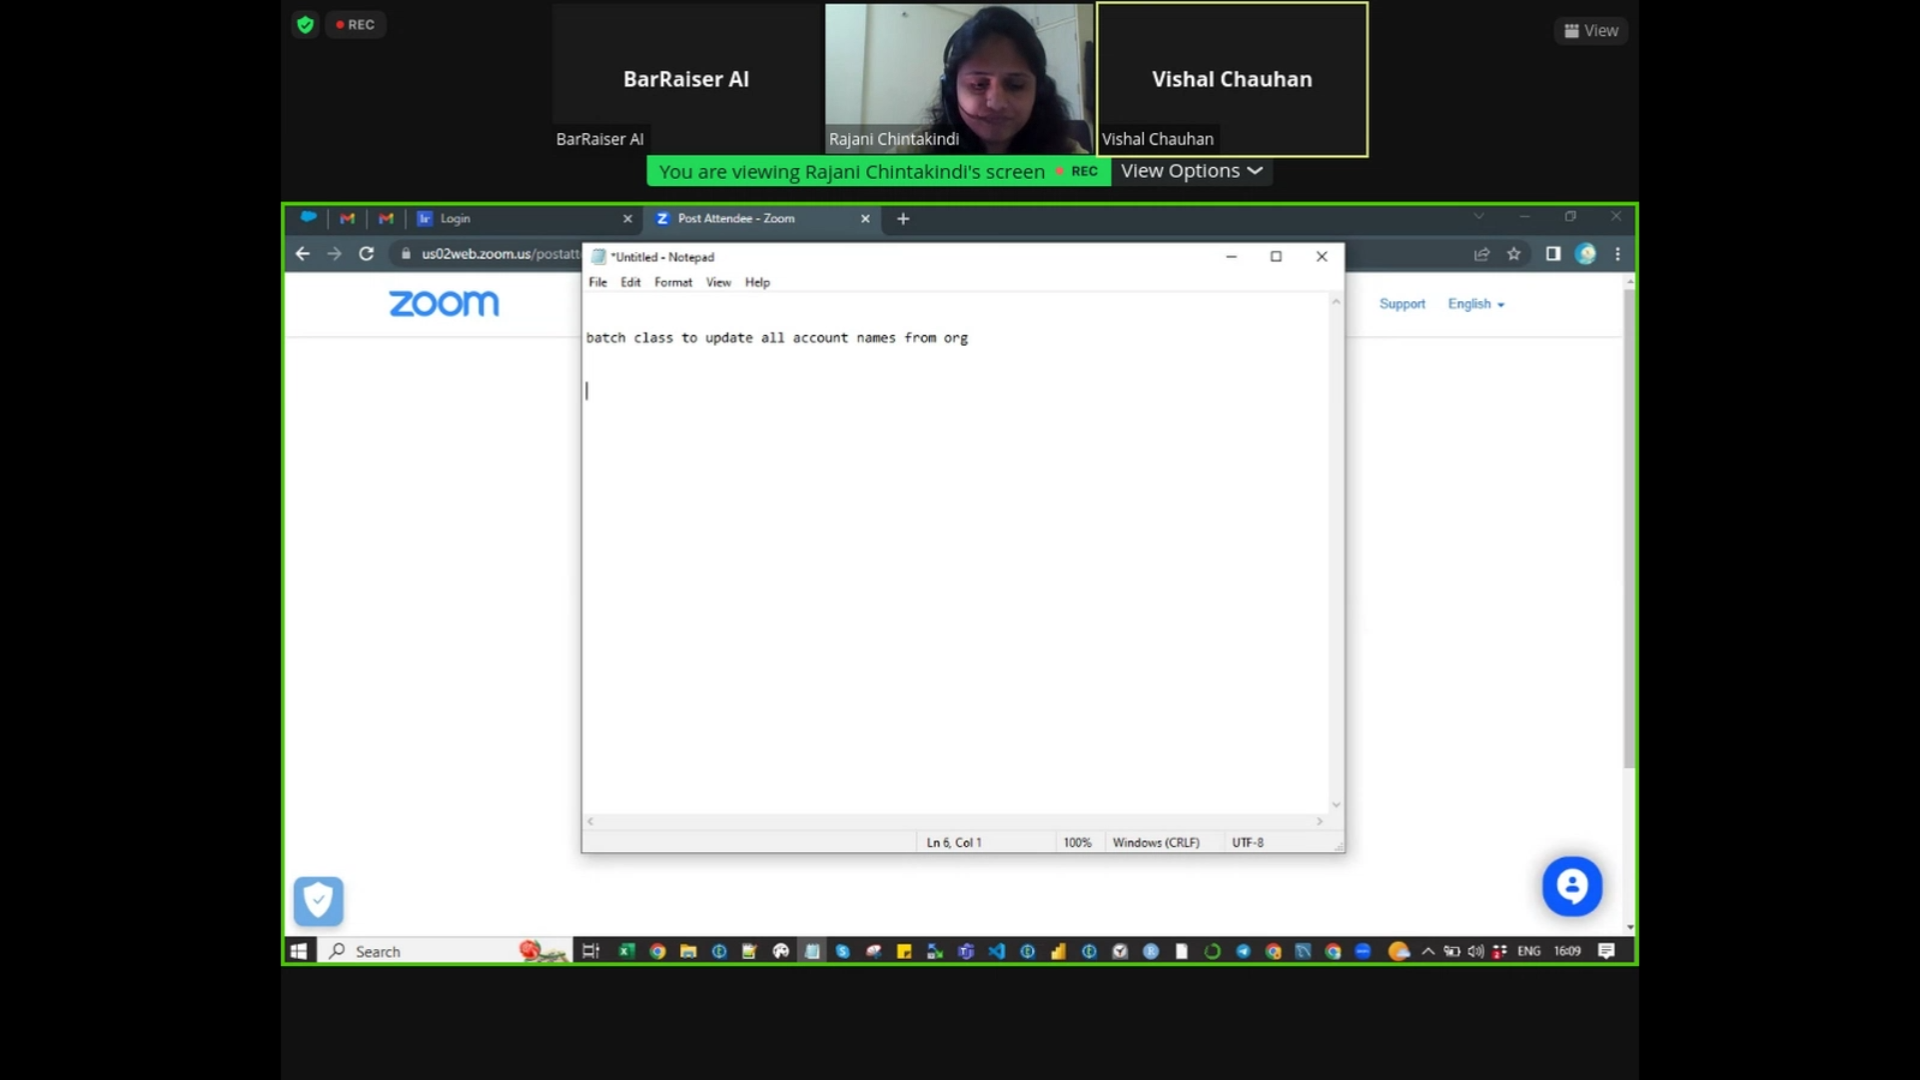 REC
View
BarRaiser AI
BarRaiser AI
Rajani Chintakindi
Vishal Chauhan
Vishal Chauhan
You are viewing Rajani Chintakindi's screen REC View Options
Login
Post Attendee - Zoom
us02web.zoom.us/postatt
*Untitled - Notepad
File Edit Format View Help
zoom
Support English
batch class to update all account names from org
Ln 6, Col 1 100% Windows (CRLF) UTF-8
Search
ENG 16:09